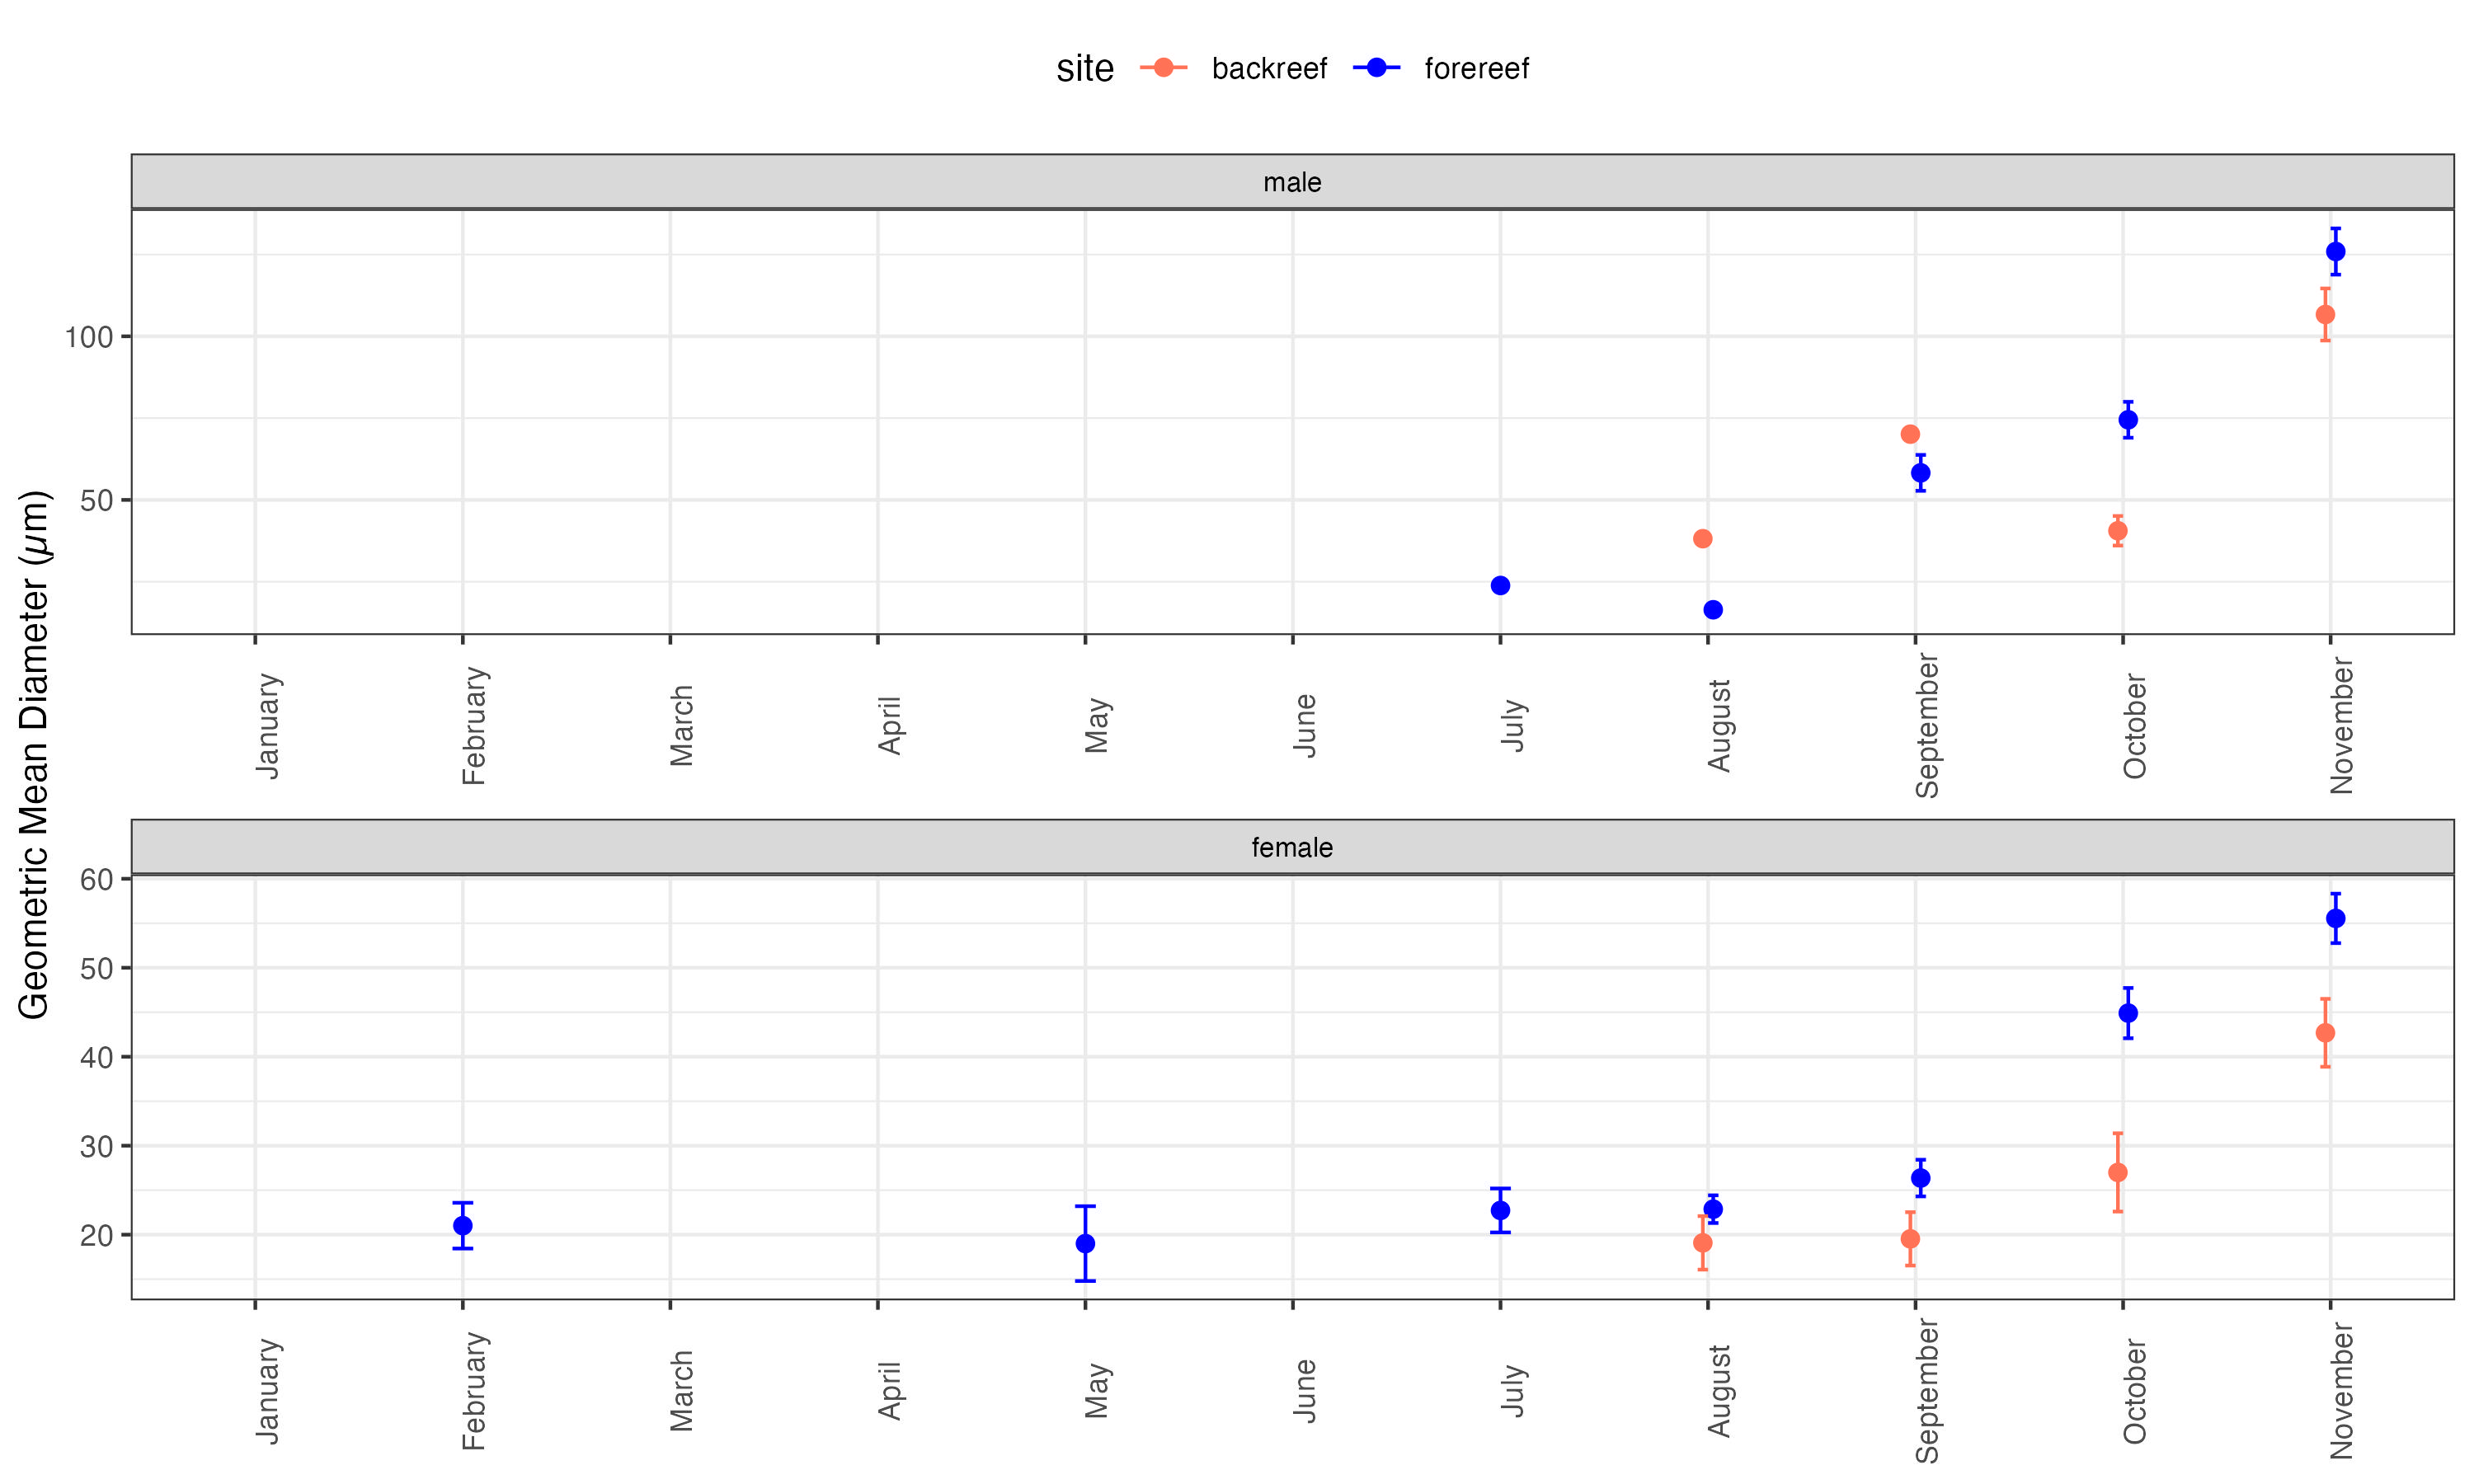 site backreef forereef
Geometric Mean Diameter (μm)
male
100
50
January February March April May June July August September October November
female
60
50
40
30
20
January February March April May June July August September October November